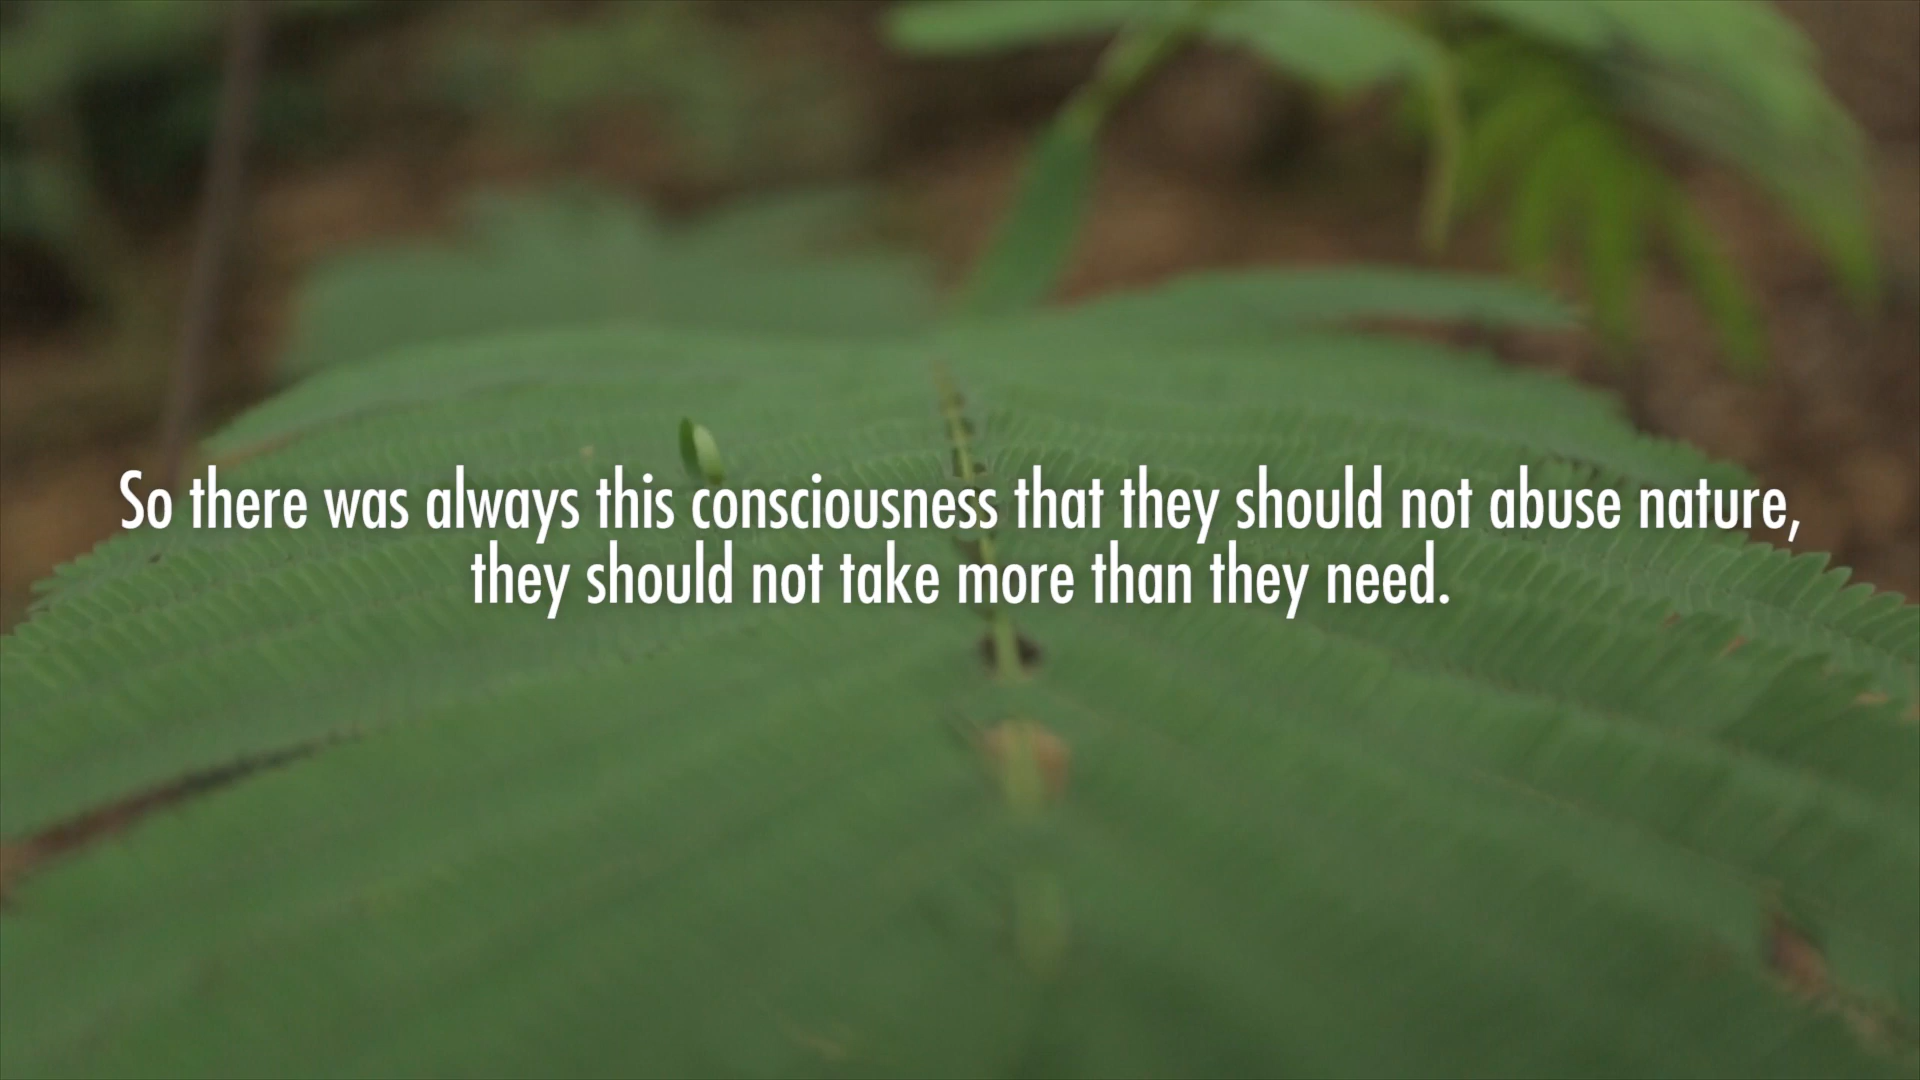 So there was always this consciousness that they should not abuse nature,
they should not take more than they need.